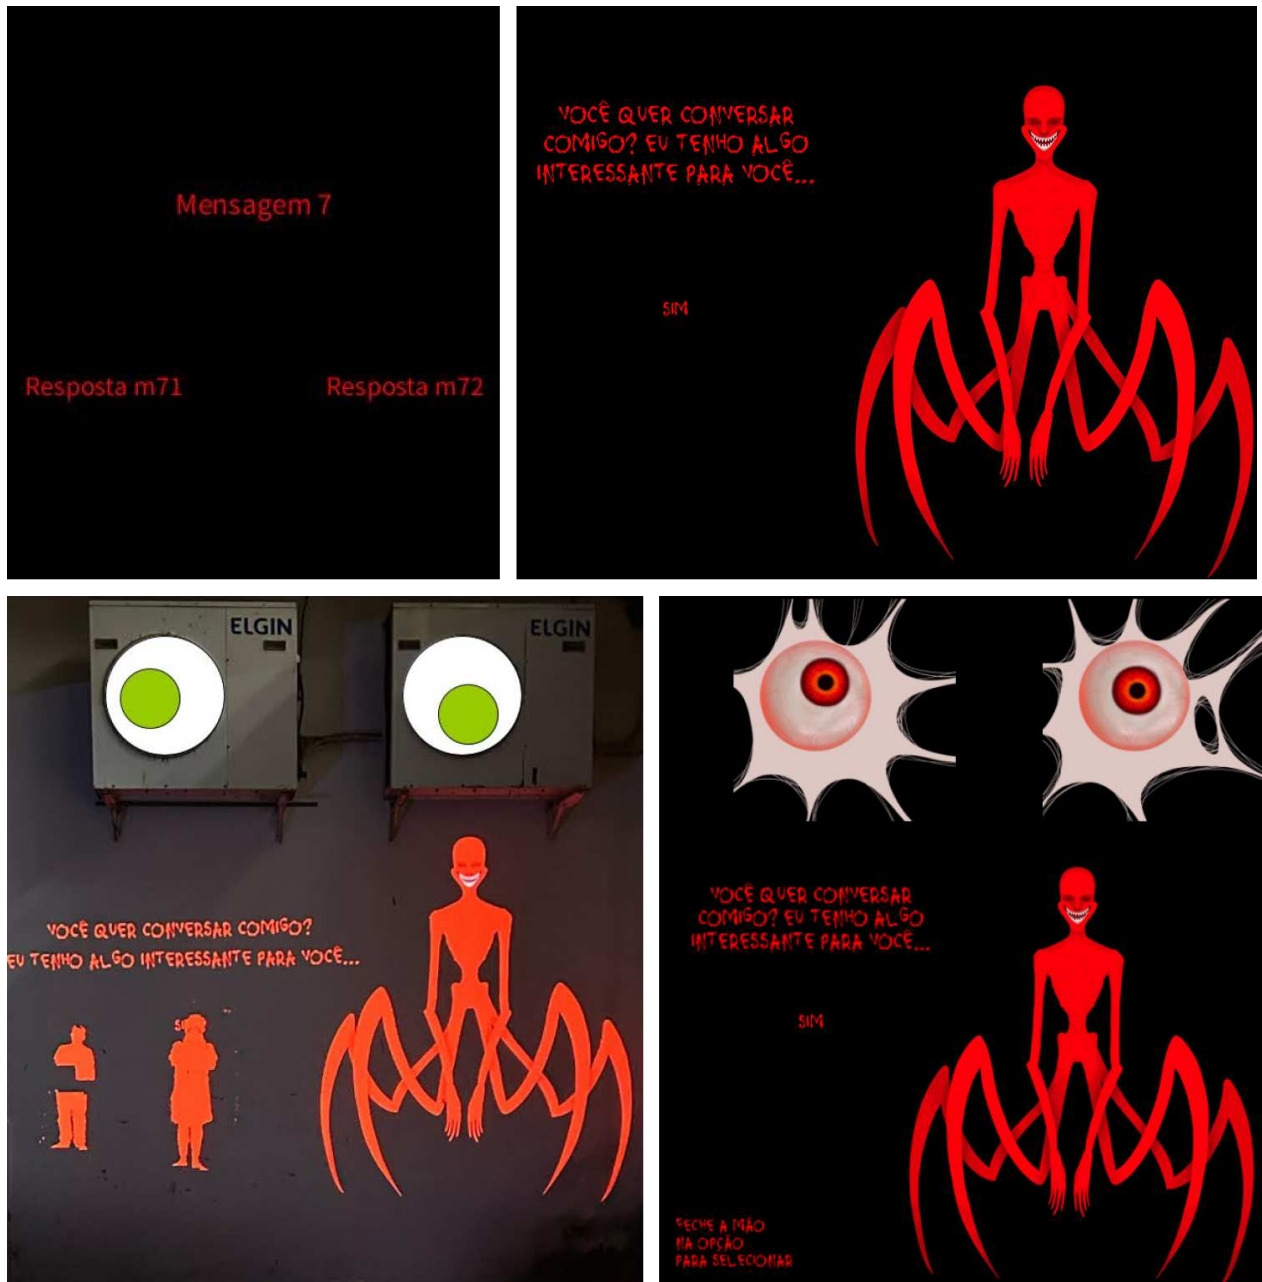 Mensagem 7
Resposta m71 Resposta m72
VOCÊ QUER CONVERSAR
COMIGO? EU TENHO ALGO
INTERESSANTE PARA VOCÊ...
SIM
ELGIN
ELGIN
VOCÊ QUER CONVERSAR COMIGO?
EU TENHO ALGO INTERESSANTE PARA VOCÊ...
VOCÊ QUER CONVERSAR
COMIGO? EU TENHO ALGO
INTERESSANTE PARA VOCÊ...
SIM
FECHE A MÃO
NA OPÇÃO
PARA SELECIONAR